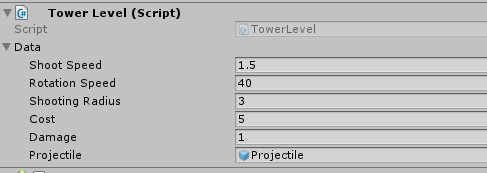 Tower Level (Script)
Script TowerLevel
Data
Shoot Speed 1.5
Rotation Speed 40
Shooting Radius 3
Cost 5
Damage 1
Projectile Projectile